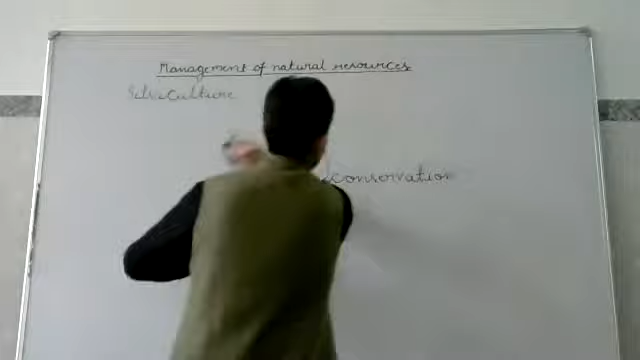 Management of natural resources
Silviculture
conservation